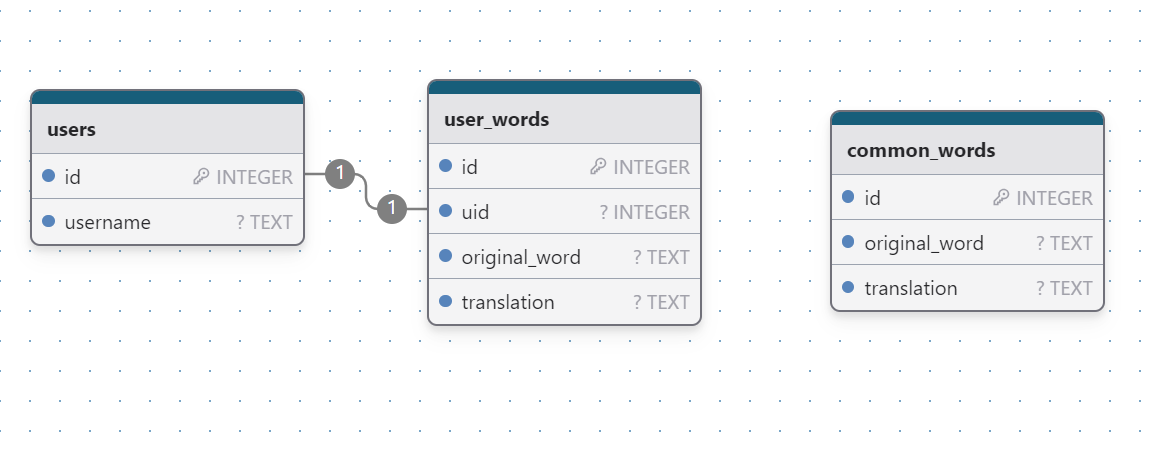 users
id INTEGER
username ? TEXT
1
1
user_words
id INTEGER
uid ? INTEGER
original_word ? TEXT
translation ? TEXT
common_words
id INTEGER
original_word ? TEXT
translation ? TEXT